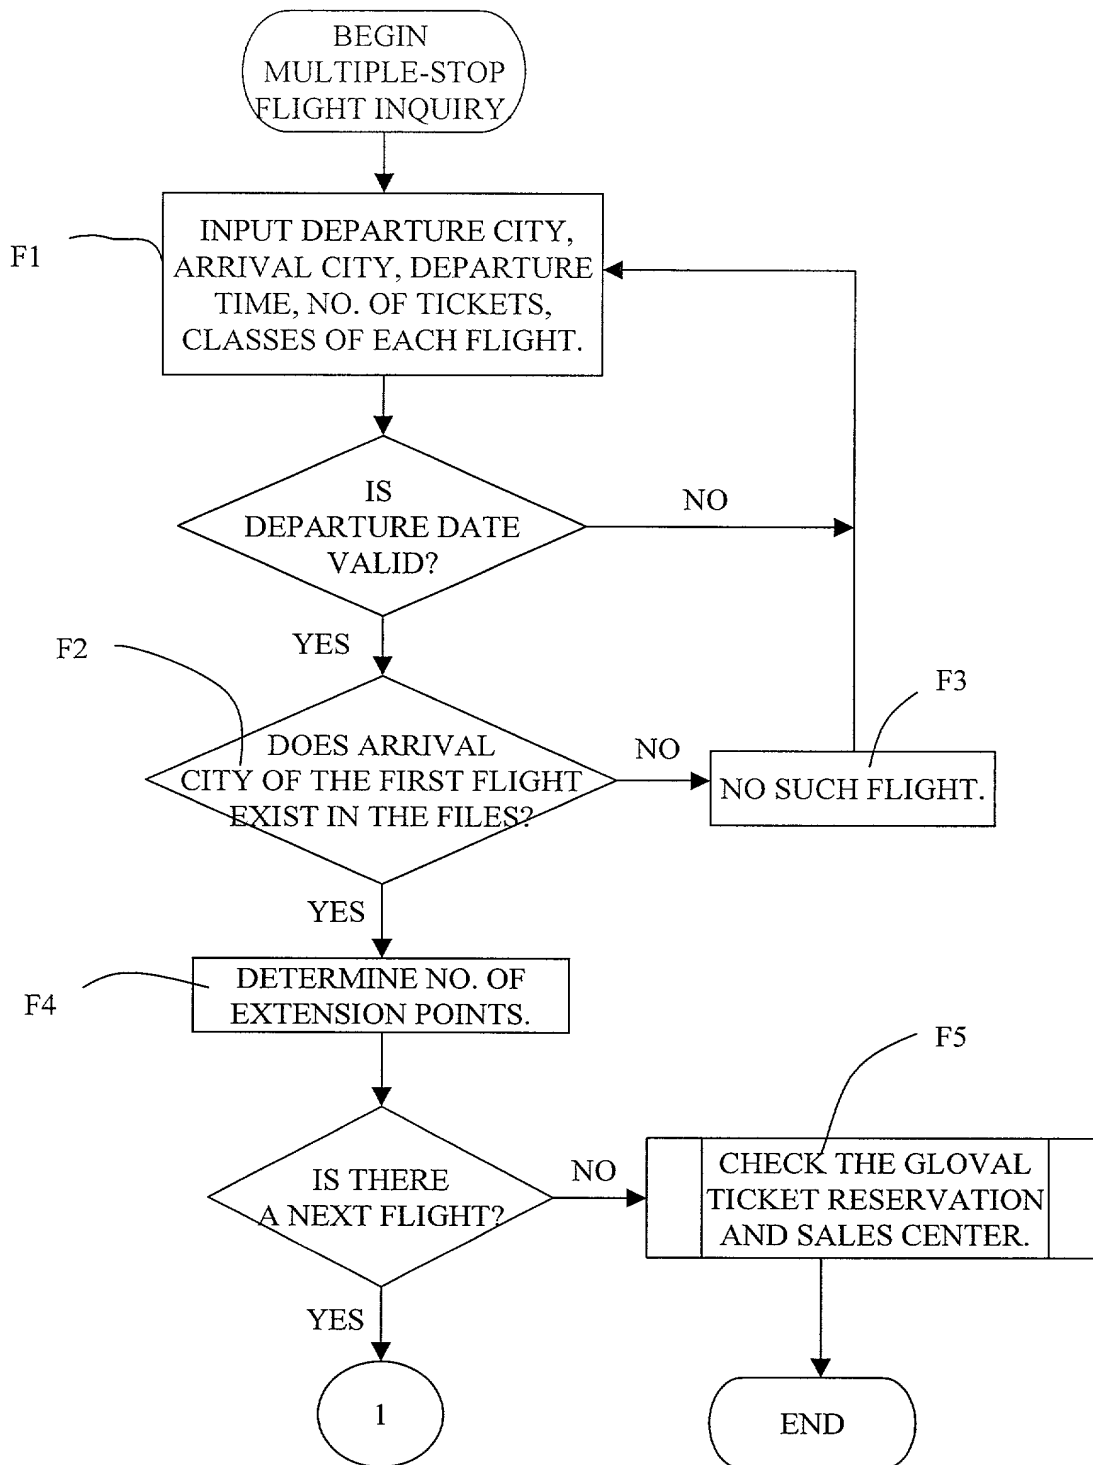 BEGIN
MULTIPLE-STOP
FLIGHT INQUIRY
F1
INPUT DEPARTURE CITY,
ARRIVAL CITY, DEPARTURE
TIME, NO. OF TICKETS,
CLASSES OF EACH FLIGHT.
IS
DEPARTURE DATE
VALID?
NO
YES
F2
DOES ARRIVAL
CITY OF THE FIRST FLIGHT
EXIST IN THE FILES?
NO
F3
NO SUCH FLIGHT.
YES
F4
DETERMINE NO. OF
EXTENSION POINTS.
IS THERE
A NEXT FLIGHT?
NO
F5
CHECK THE GLOVAL
TICKET RESERVATION
AND SALES CENTER.
YES
1
END